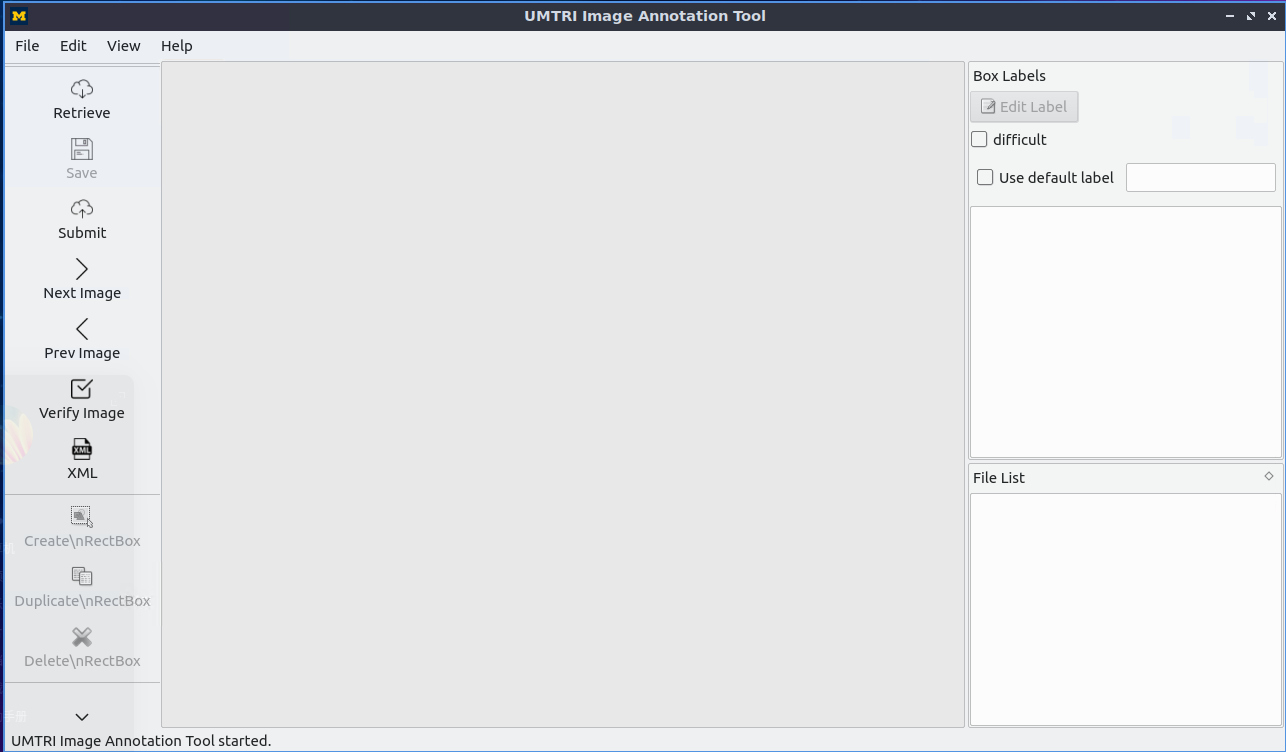 UMTRI Image Annotation Tool
File Edit View Help
Retrieve
Save
Submit
Next Image
Prev Image
Verify Image
XML
XML
Create\nRectBox
Duplicate\nRectBox
Delete\nRectBox
Box Labels
Edit Label
difficult
Use default label
File List
UMTRI Image Annotation Tool started.